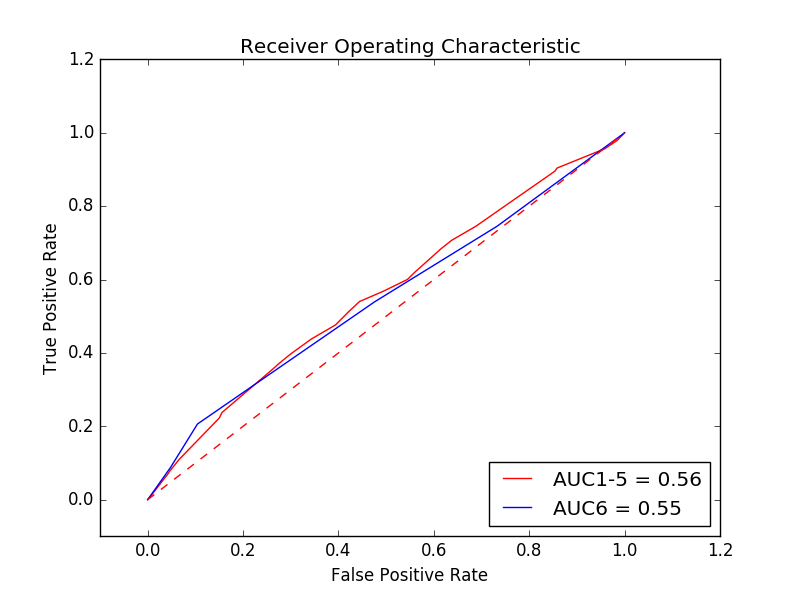 Receiver Operating Characteristic
1.2
1.0
0.8
0.6
0.4
0.2
0.0
True Positive Rate
AUC1-5 = 0.56
AUC6 = 0.55
0.0 0.2 0.4 0.6 0.8 1.0 1.2
False Positive Rate